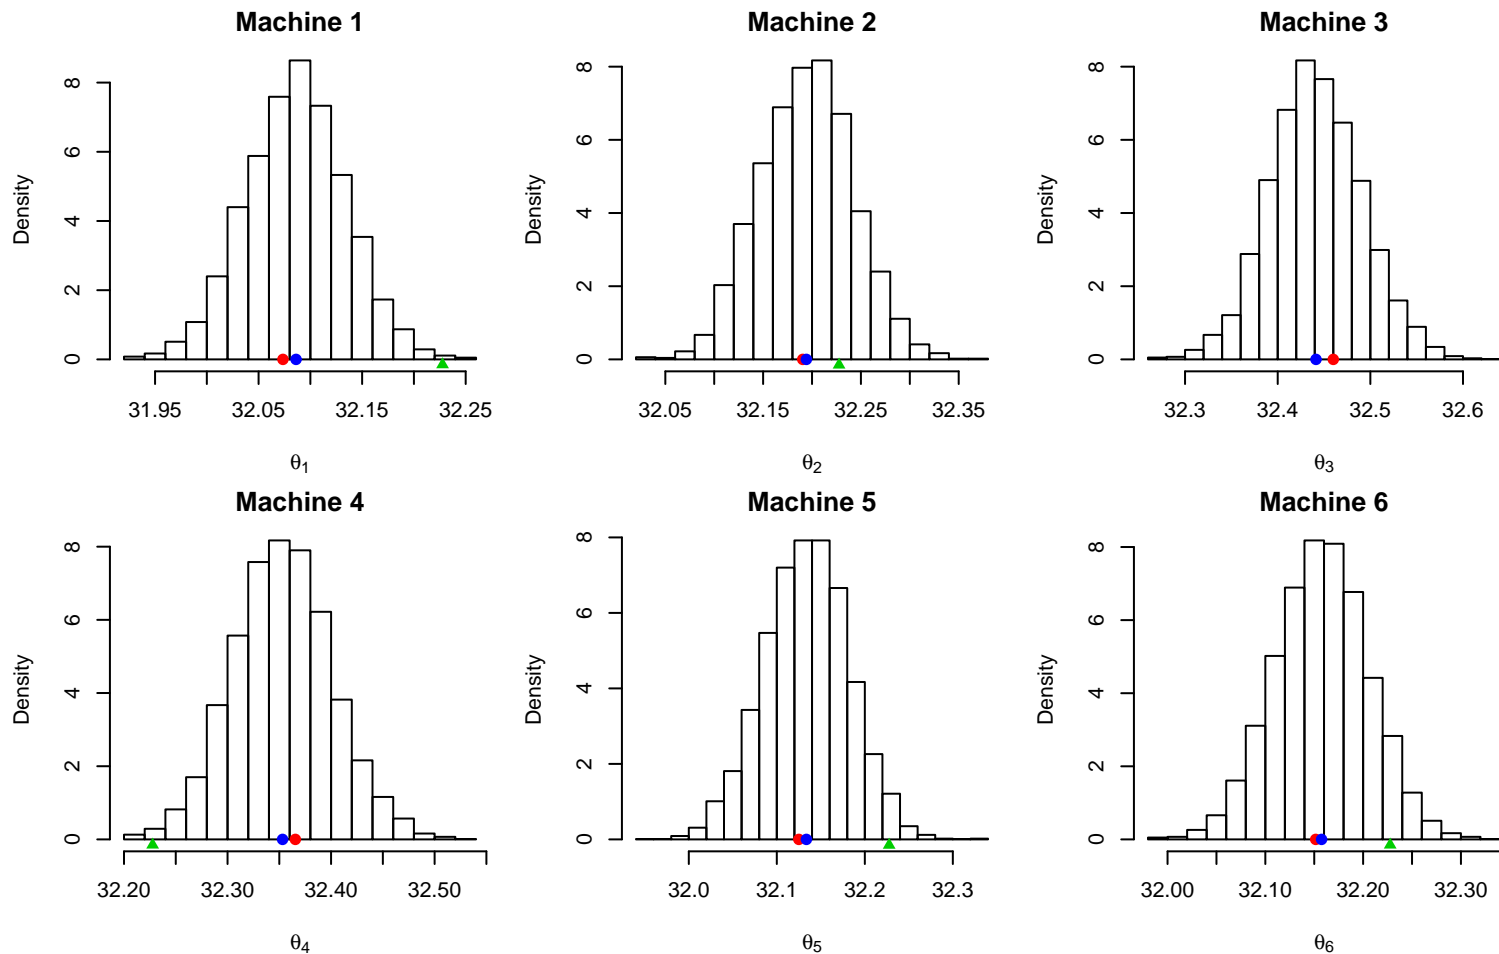 Machine 1
Density
0 2 4 6 8
31.95 32.05 32.15 32.25
θ1
Machine 2
Density
0 2 4 6 8
32.05 32.15 32.25 32.35
θ2
Machine 3
Density
0 2 4 6 8
32.3 32.4 32.5 32.6
θ3
Machine 4
Density
0 2 4 6 8
32.20 32.30 32.40 32.50
θ4
Machine 5
Density
0 2 4 6 8
32.0 32.1 32.2 32.3
θ5
Machine 6
Density
0 2 4 6 8
32.00 32.10 32.20 32.30
θ6